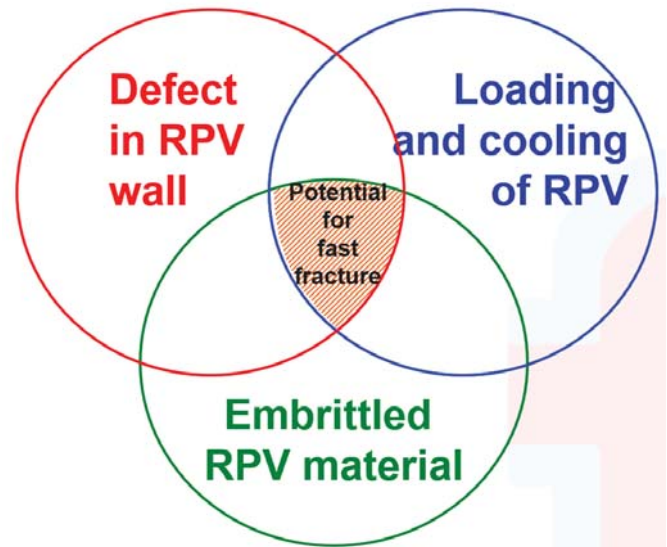 Defect
in RPV
wall
Loading
and cooling
of RPV
Potential
for
fast
fracture
Embrittled
RPV material